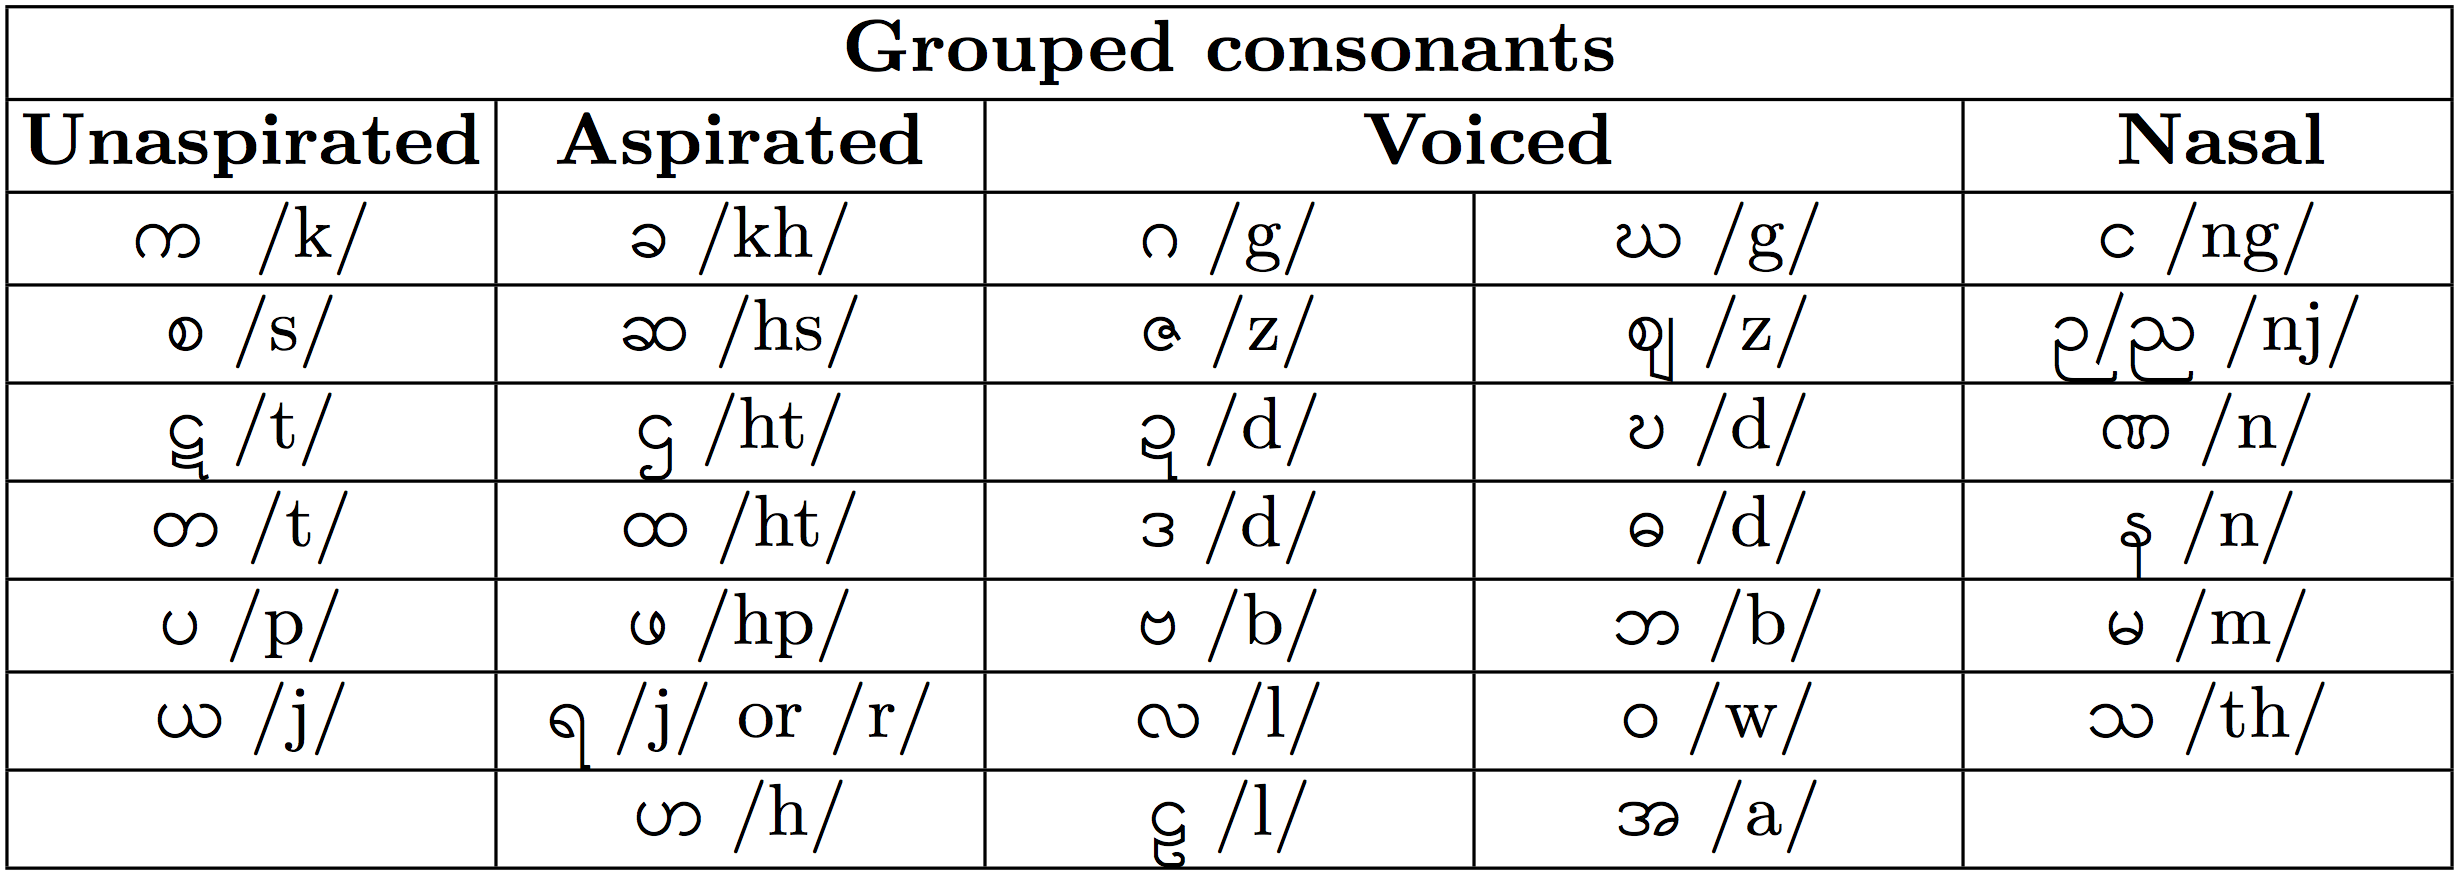 Grouped consonants
Unaspirated Aspirated Voiced Nasal
က /k/ ခ /kh/ ဂ /g/ ဃ /g/ င /ng/
စ /s/ ဆ /hs/ ဇ /z/ ဈ /z/ ဉ/ည /nj/
ဋ /t/ ဌ /ht/ ဍ /d/ ဎ /d/ ဏ /n/
တ /t/ ထ /ht/ ဒ /d/ ဓ /d/ န /n/
ပ /p/ ဖ /hp/ ဗ /b/ ဘ /b/ မ /m/
ယ /j/ ရ /j/ or /r/ လ /l/ ဝ /w/ သ /th/
ဟ /h/ ဠ /l/ အ /a/